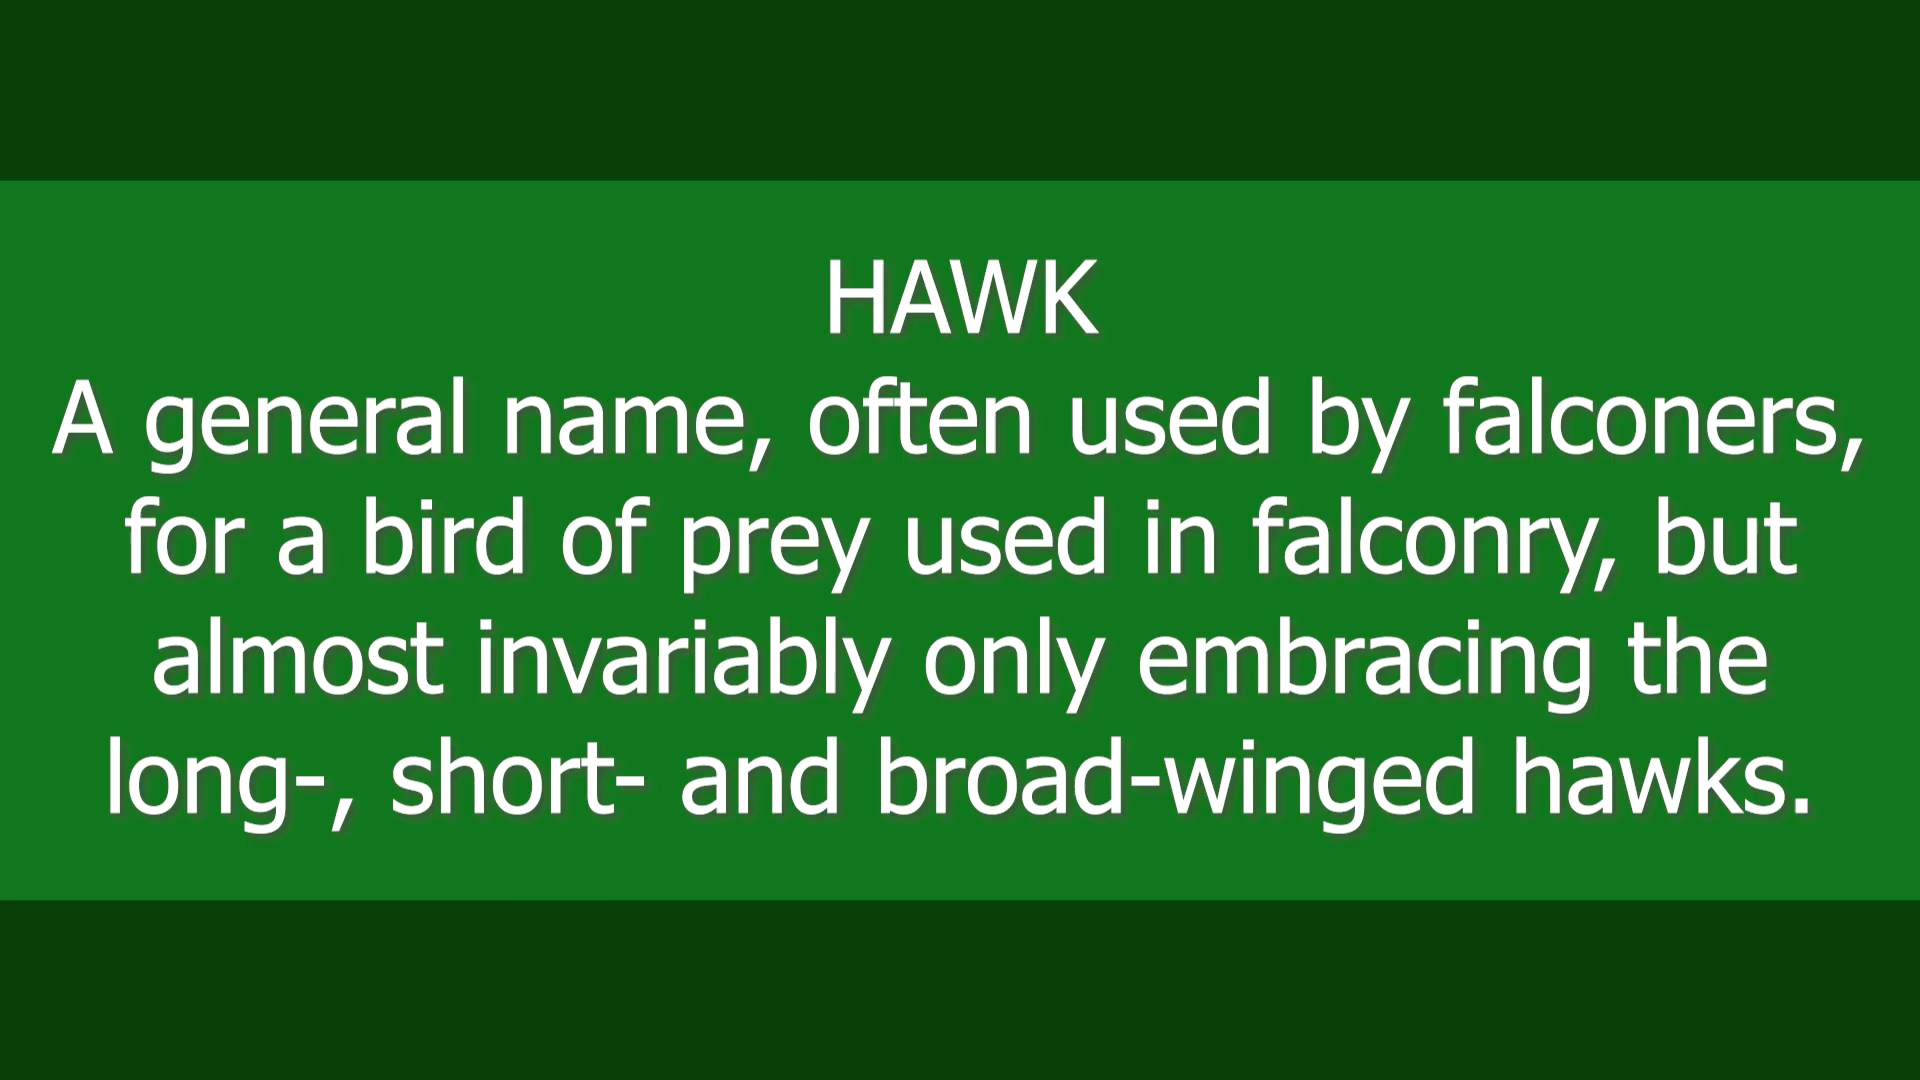 HAWK
A general name, often used by falconers,
for a bird of prey used in falconry, but
almost invariably only embracing the
long-, short- and broad-winged hawks.